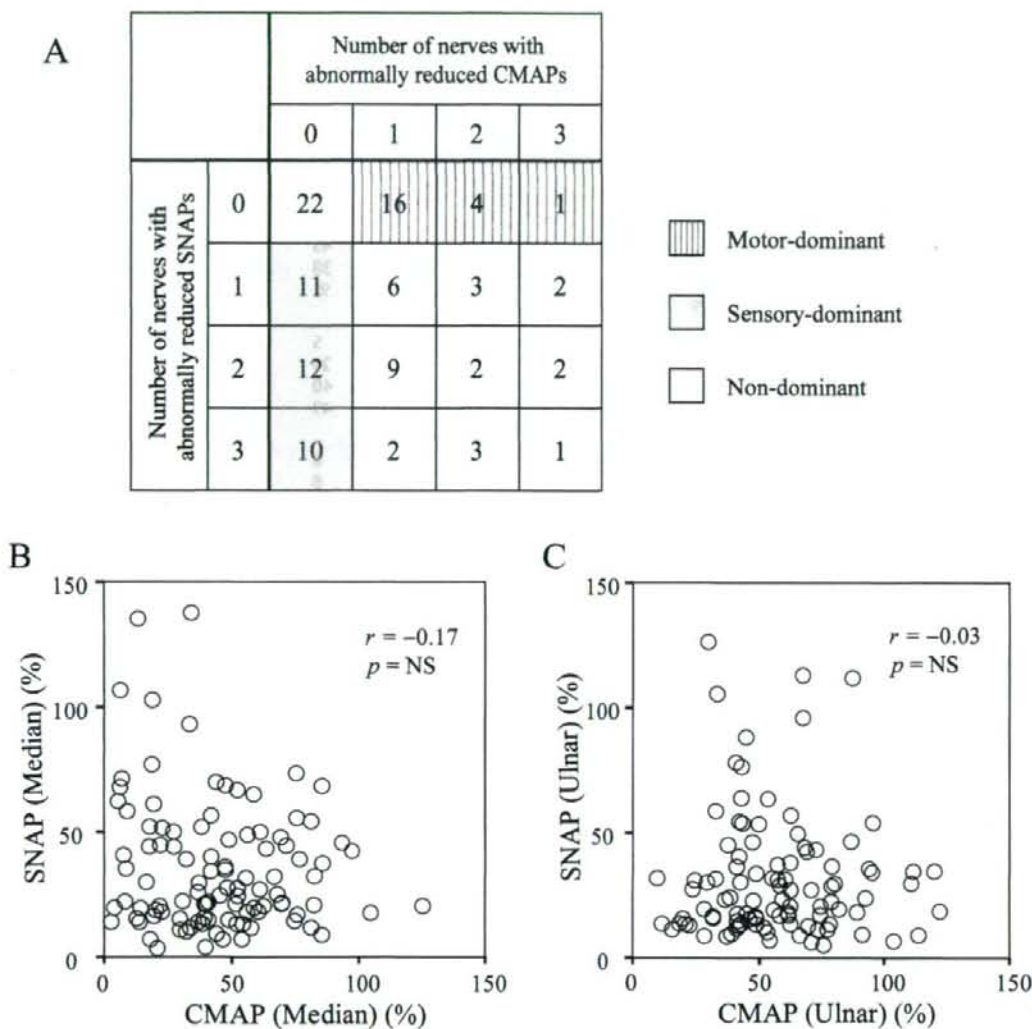 A
Number of nerves with
abnormally reduced CMAPs
0 1 2 3
Number of nerves with
abnormally reduced SNAPs
0 22 16 4 1
1 11 6 3 2
2 12 9 2 2
3 10 2 3 1
Motor-dominant
Sensory-dominant
Non-dominant
B
150
100
50
0
SNAP (Median) (%)
r = –0.17
p = NS
0 50 100 150
CMAP (Median) (%)
C
150
100
50
0
SNAP (Ulnar) (%)
r = –0.03
p = NS
0 50 100 150
CMAP (Ulnar) (%)